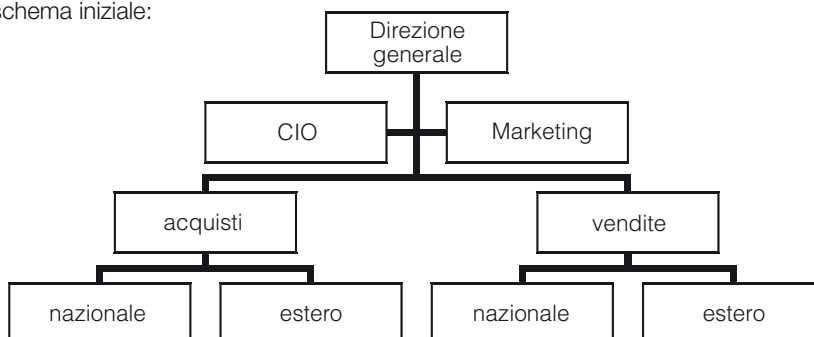 schema iniziale:
Direzione
generale
CIO
Marketing
acquisti
vendite
nazionale
estero
nazionale
estero